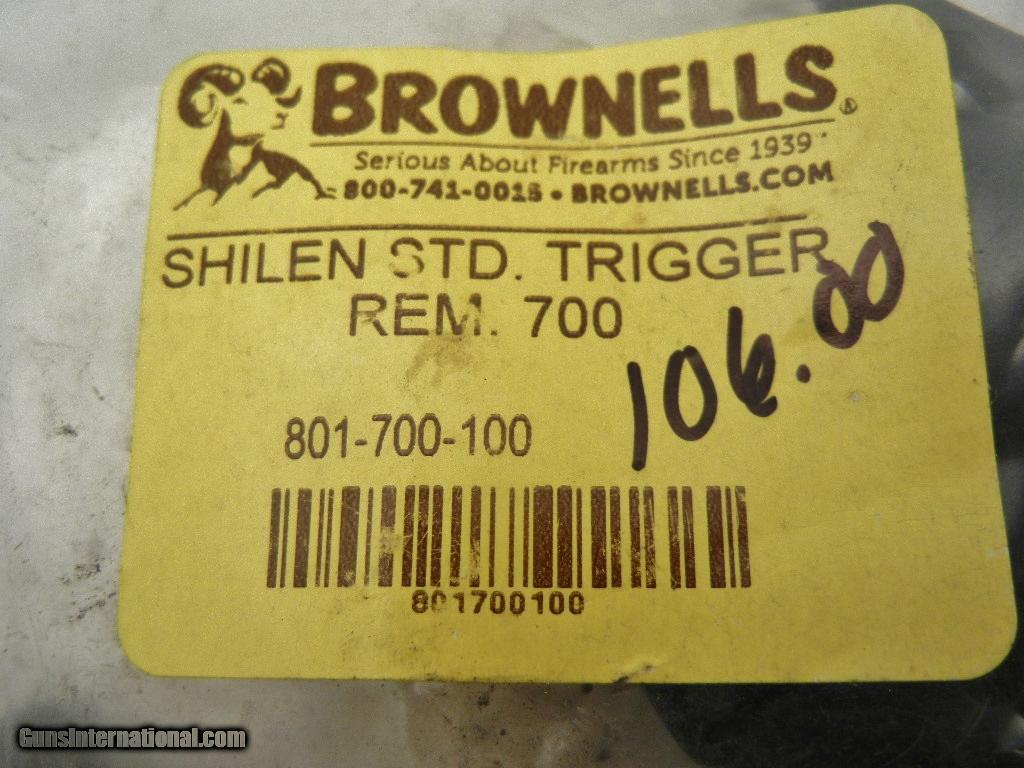 BROWNELLS
Serious About Firearms Since 1939
800-741-0015 • BROWNELLS.COM
SHILEN STD. TRIGGER
REM. 700
106.00
801-700-100
801700100
GunsInternational.com